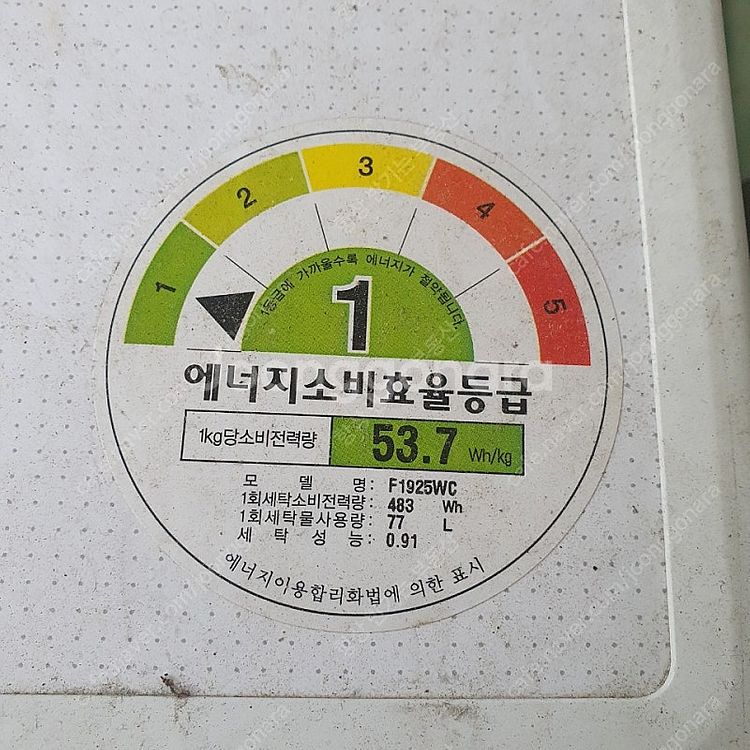 1 2 3 4 5
1등급에 가까울수록 에너지가 절약됩니다.
1
에너지소비효율등급
1kg당소비전력량 53.7 Wh/kg
모 델 명: F1925WC
1회세탁소비전력량: 483 Wh
1회세탁물사용량: 77 L
세 탁 성 능: 0.91
에너지이용합리화법에 의한 표시
joonggonara